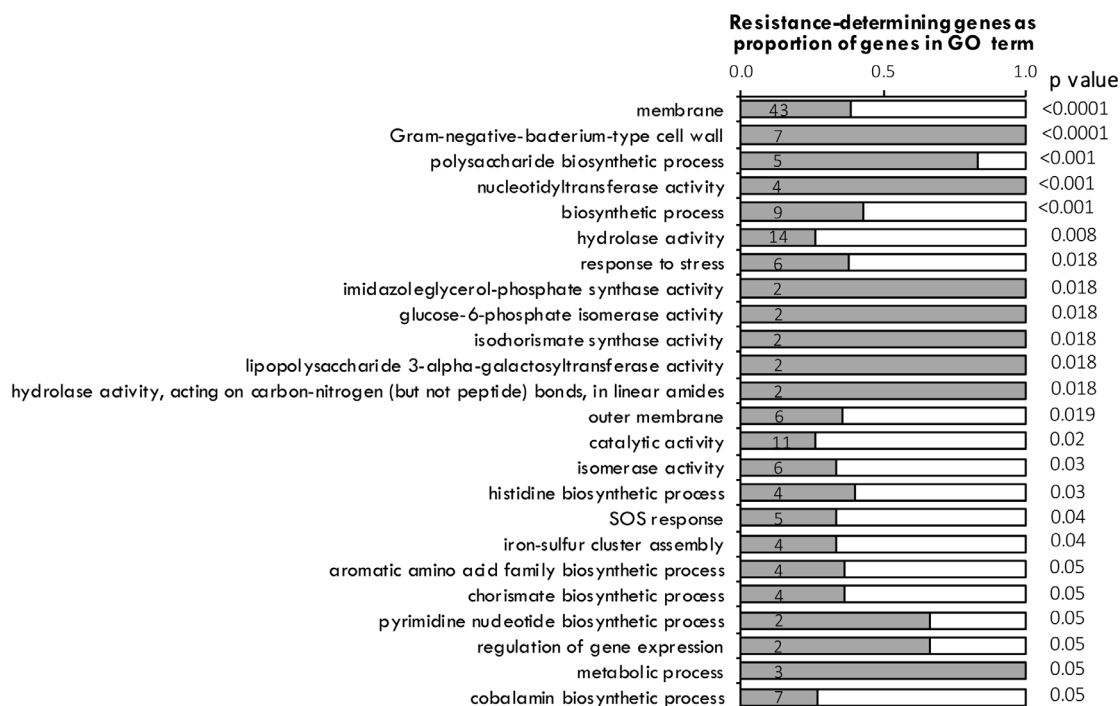 Resistance-determining genes as
proportion of genes in GO term
0.0 0.5 1.0 p value
membrane 43 <0.0001
Gram-negative-bacterium-type cell wall 7 <0.0001
polysaccharide biosynthetic process 5 <0.001
nucleotidyltransferase activity 4 <0.001
biosynthetic process 9 <0.001
hydrolase activity 14 0.008
response to stress 6 0.018
imidazoleglycerol-phosphate synthase activity 2 0.018
glucose-6-phosphate isomerase activity 2 0.018
isochorismate synthase activity 2 0.018
lipopolysaccharide 3-alpha-galactosyltransferase activity 2 0.018
hydrolase activity, acting on carbon-nitrogen (but not peptide) bonds, in linear amides 2 0.018
outer membrane 6 0.019
catalytic activity 11 0.02
isomerase activity 6 0.03
histidine biosynthetic process 4 0.03
SOS response 5 0.04
iron-sulfur cluster assembly 4 0.04
aromatic amino acid family biosynthetic process 4 0.05
chorismate biosynthetic process 4 0.05
pyrimidine nucleotide biosynthetic process 2 0.05
regulation of gene expression 2 0.05
metabolic process 3 0.05
cobalamin biosynthetic process 7 0.05